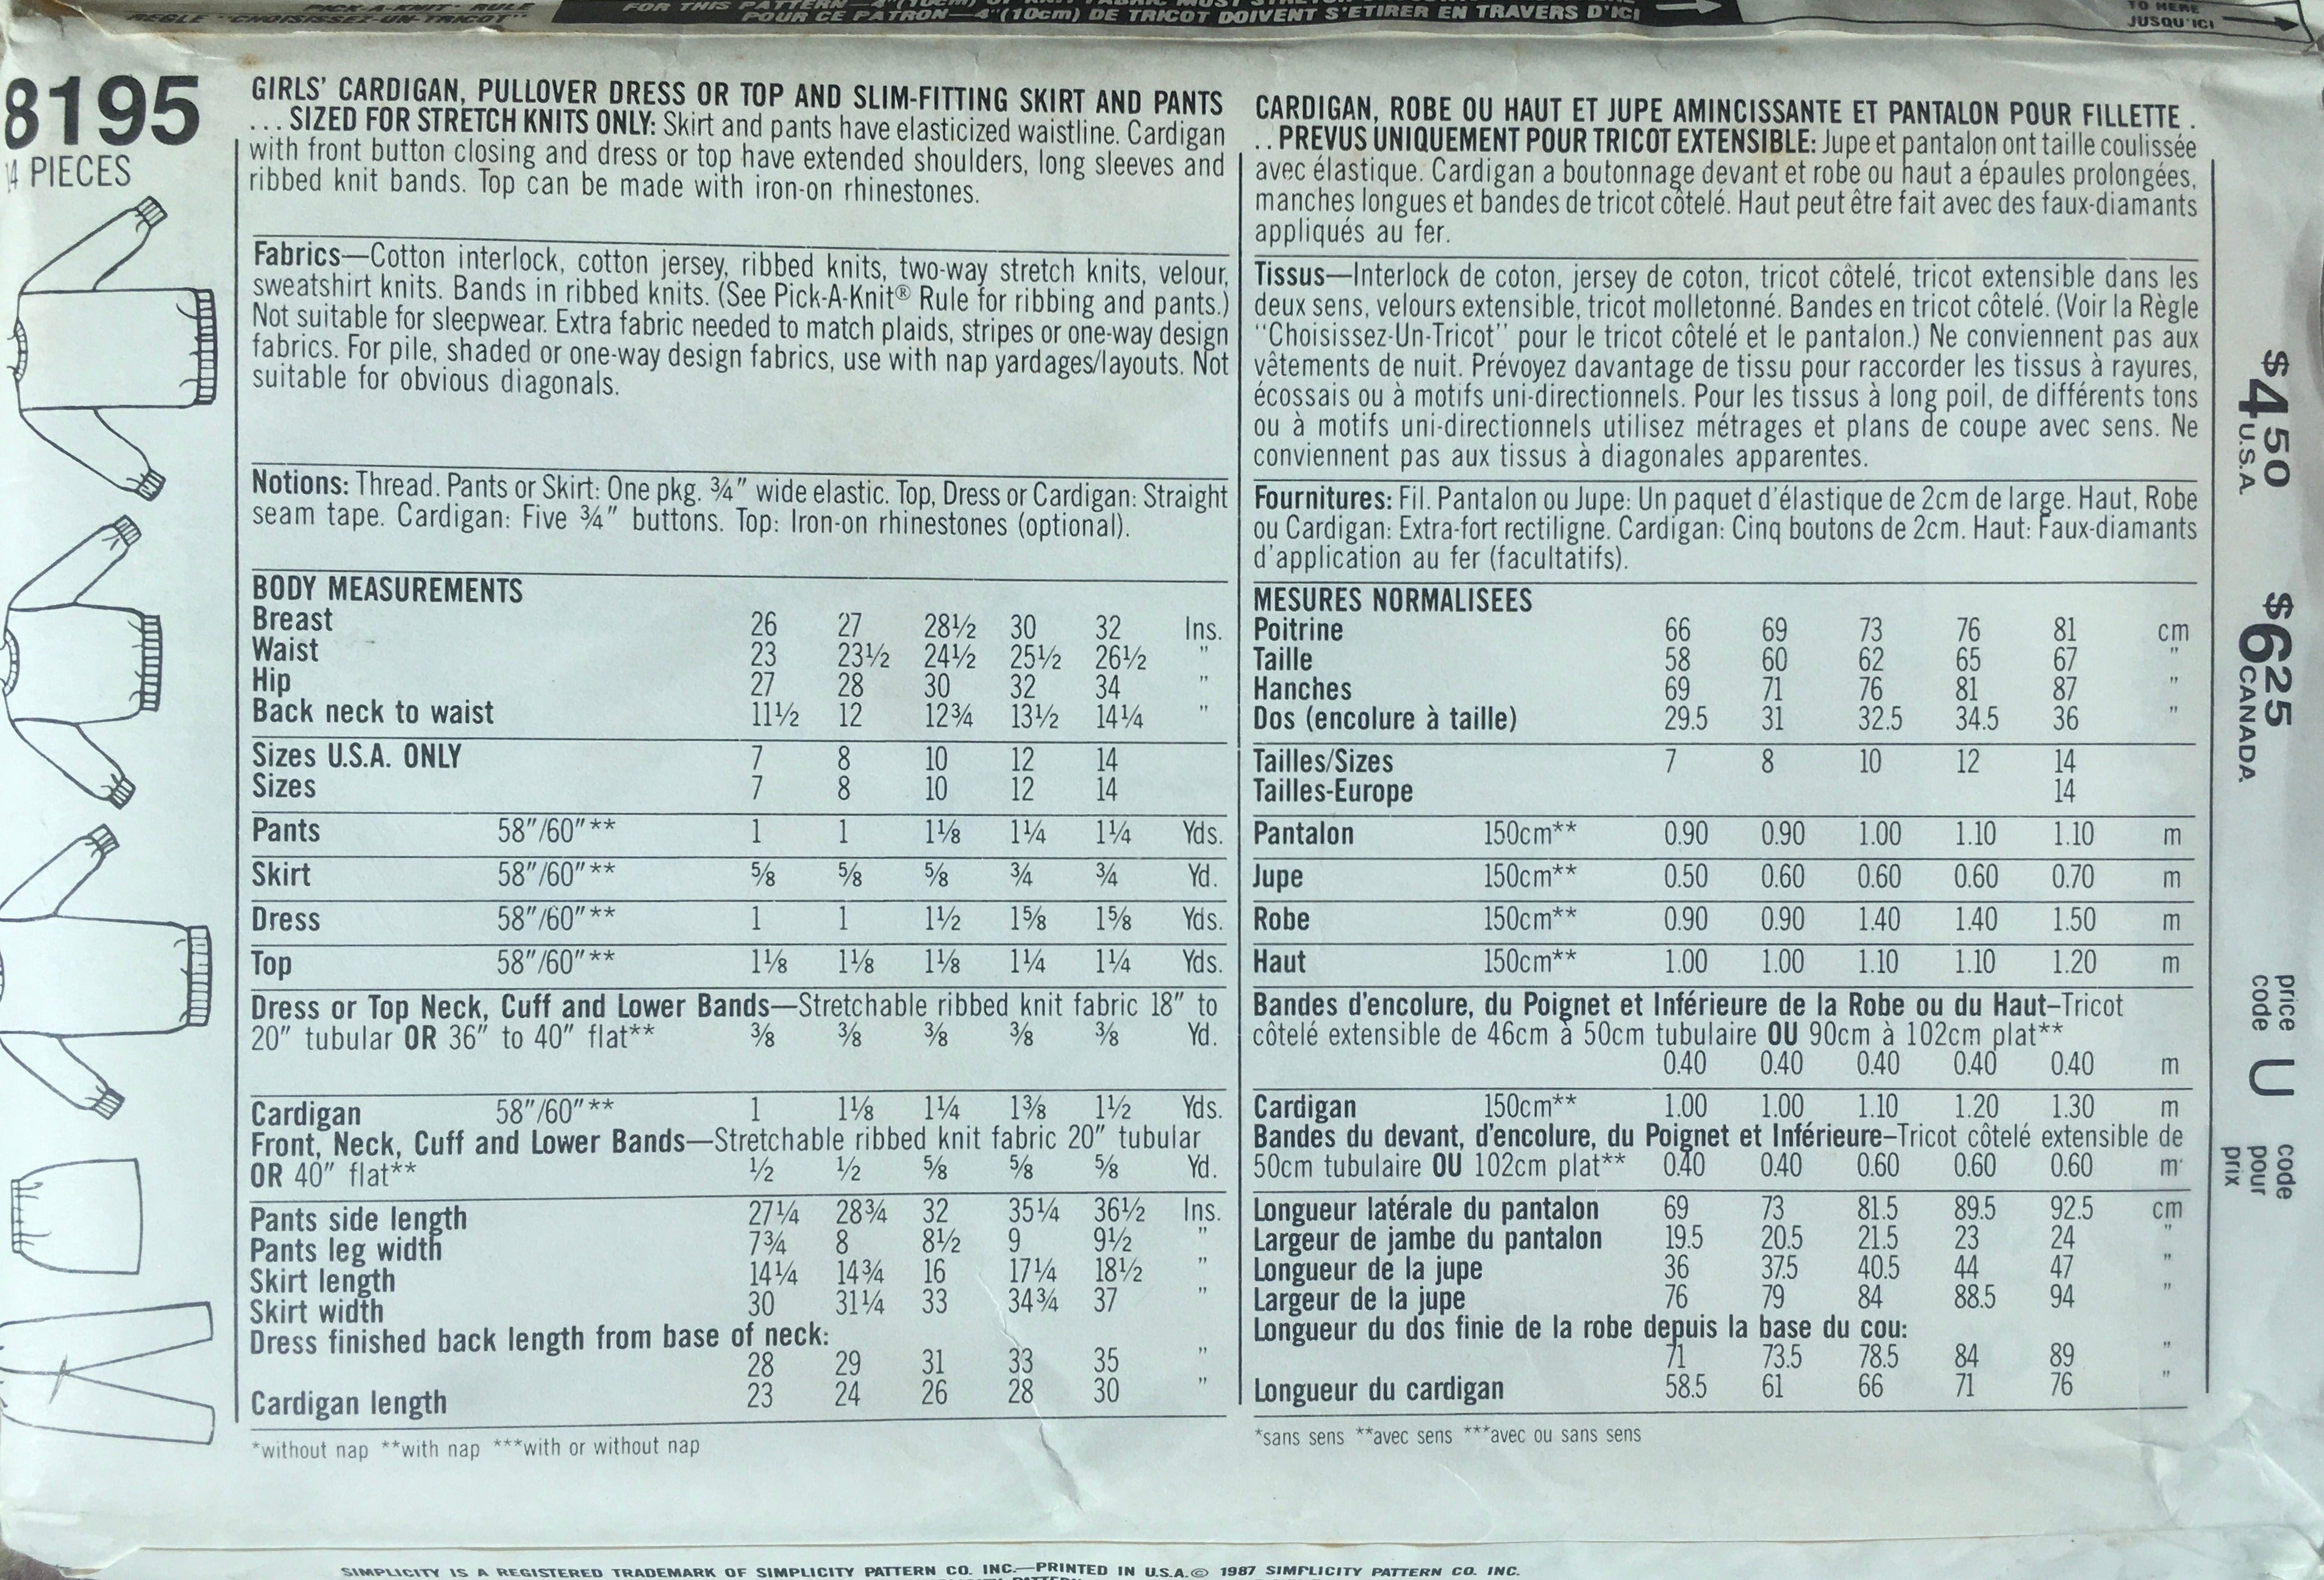 PICK-A-KNIT® RULE
REGLE "CHOISISSEZ-UN-TRICOT"
FOR THIS PATTERN—4"(10cm) OF KNIT FABRIC MUST
POUR CE PATRON—4"(10cm) DE TRICOT DOIVENT S'ETIRER EN TRAVERS D'ICI
TO HERE
JUSQU'ICI
8195
14 PIECES
GIRLS' CARDIGAN, PULLOVER DRESS OR TOP AND SLIM-FITTING SKIRT AND PANTS
... SIZED FOR STRETCH KNITS ONLY: Skirt and pants have elasticized waistline. Cardigan
with front button closing and dress or top have extended shoulders, long sleeves and
ribbed knit bands. Top can be made with iron-on rhinestones.
Fabrics—Cotton interlock, cotton jersey, ribbed knits, two-way stretch knits, velour,
sweatshirt knits. Bands in ribbed knits. (See Pick-A-Knit® Rule for ribbing and pants.)
Not suitable for sleepwear. Extra fabric needed to match plaids, stripes or one-way design
fabrics. For pile, shaded or one-way design fabrics, use with nap yardages/layouts. Not
suitable for obvious diagonals.
Notions: Thread. Pants or Skirt: One pkg. ¾" wide elastic. Top, Dress or Cardigan: Straight
seam tape. Cardigan: Five ¾" buttons. Top: Iron-on rhinestones (optional).
BODY MEASUREMENTS
Breast 26 27 28½ 30 32 Ins.
Waist 23 23½ 24½ 25½ 26½ "
Hip 27 28 30 32 34 "
Back neck to waist 11½ 12 12¾ 13½ 14¼ "
Sizes U.S.A. ONLY 7 8 10 12 14
Sizes 7 8 10 12 14
Pants 58"/60"** 1 1 1⅛ 1¼ 1¼ Yds.
Skirt 58"/60"** ⅝ ⅝ ⅝ ¾ ¾ Yd.
Dress 58"/60"** 1 1 1½ 1⅝ 1⅝ Yds.
Top 58"/60"** 1⅛ 1⅛ 1⅛ 1¼ 1¼ Yds.
Dress or Top Neck, Cuff and Lower Bands—Stretchable ribbed knit fabric 18" to
20" tubular OR 36" to 40" flat** ⅜ ⅜ ⅜ ⅜ ⅜ Yd.
Cardigan 58"/60"** 1 1⅛ 1¼ 1⅜ 1½ Yds.
Front, Neck, Cuff and Lower Bands—Stretchable ribbed knit fabric 20" tubular
OR 40" flat** ½ ½ ⅝ ⅝ ⅝ Yd.
Pants side length 27¼ 28¾ 32 35¼ 36½ Ins.
Pants leg width 7¾ 8 8½ 9 9½ "
Skirt length 14¼ 14¾ 16 17¼ 18½ "
Skirt width 30 31¼ 33 34¾ 37 "
Dress finished back length from base of neck:
28 29 31 33 35 "
Cardigan length 23 24 26 28 30 "
*without nap **with nap ***with or without nap
CARDIGAN, ROBE OU HAUT ET JUPE AMINCISSANTE ET PANTALON POUR FILLETTE .
. . PREVUS UNIQUEMENT POUR TRICOT EXTENSIBLE: Jupe et pantalon ont taille coulissée
avec élastique. Cardigan a boutonnage devant et robe ou haut a épaules prolongées,
manches longues et bandes de tricot côtelé. Haut peut être fait avec des faux-diamants
appliqués au fer.
Tissus—Interlock de coton, jersey de coton, tricot côtelé, tricot extensible dans les
deux sens, velours extensible, tricot molletonné. Bandes en tricot côtelé. (Voir la Règle
"Choisissez-Un-Tricot" pour le tricot côtelé et le pantalon.) Ne conviennent pas aux
vêtements de nuit. Prévoyez davantage de tissu pour raccorder les tissus à rayures,
écossais ou à motifs uni-directionnels. Pour les tissus à long poil, de différents tons
ou à motifs uni-directionnels utilisez métrages et plans de coupe avec sens. Ne
conviennent pas aux tissus à diagonales apparentes.
Fournitures: Fil. Pantalon ou Jupe: Un paquet d'élastique de 2cm de large. Haut, Robe
ou Cardigan: Extra-fort rectiligne. Cardigan: Cinq boutons de 2cm. Haut: Faux-diamants
d'application au fer (facultatifs).
MESURES NORMALISEES
Poitrine 66 69 73 76 81 cm
Taille 58 60 62 65 67 "
Hanches 69 71 76 81 87 "
Dos (encolure à taille) 29.5 31 32.5 34.5 36 "
Tailles/Sizes 7 8 10 12 14
Tailles-Europe 14
Pantalon 150cm** 0.90 0.90 1.00 1.10 1.10 m
Jupe 150cm** 0.50 0.60 0.60 0.60 0.70 m
Robe 150cm** 0.90 0.90 1.40 1.40 1.50 m
Haut 150cm** 1.00 1.00 1.10 1.10 1.20 m
Bandes d'encolure, du Poignet et Inférieure de la Robe ou du Haut–Tricot
côtelé extensible de 46cm à 50cm tubulaire OU 90cm à 102cm plat**
0.40 0.40 0.40 0.40 0.40 m
Cardigan 150cm** 1.00 1.00 1.10 1.20 1.30 m
Bandes du devant, d'encolure, du Poignet et Inférieure–Tricot côtelé extensible de
50cm tubulaire OU 102cm plat** 0.40 0.40 0.60 0.60 0.60 m
Longueur latérale du pantalon 69 73 81.5 89.5 92.5 cm
Largeur de jambe du pantalon 19.5 20.5 21.5 23 24 "
Longueur de la jupe 36 37.5 40.5 44 47 "
Largeur de la jupe 76 79 84 88.5 94 "
Longueur du dos finie de la robe depuis la base du cou:
71 73.5 78.5 84 89 "
Longueur du cardigan 58.5 61 66 71 76 "
*sans sens **avec sens ***avec ou sans sens
$4 50 U.S.A.
$6 25 CANADA
price code U code pour prix
SIMPLICITY IS A REGISTERED TRADEMARK OF SIMPLICITY PATTERN CO. INC.—PRINTED IN U.S.A.© 1987 SIMPLICITY PATTERN CO. INC.